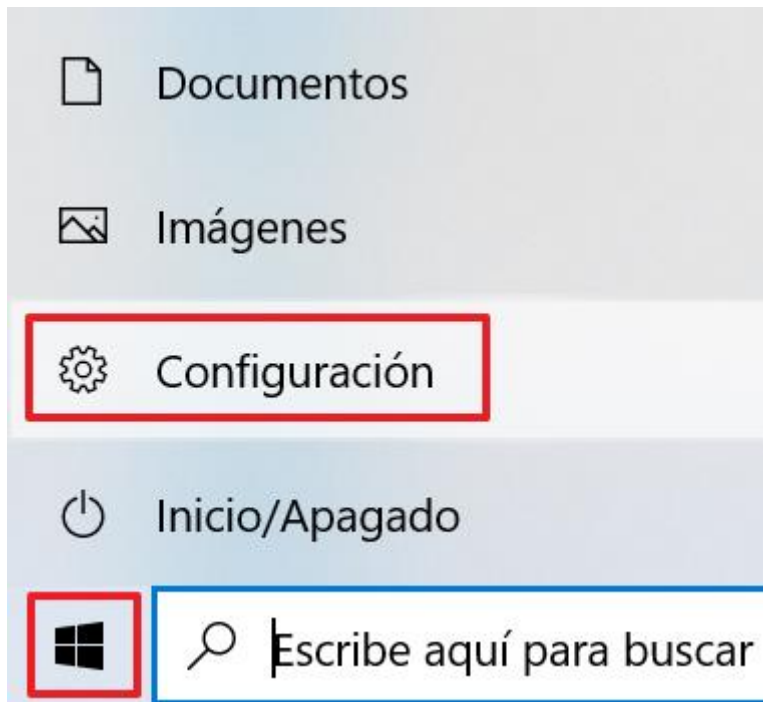 Documentos
Imágenes
Configuración
Inicio/Apagado
Escribe aquí para buscar